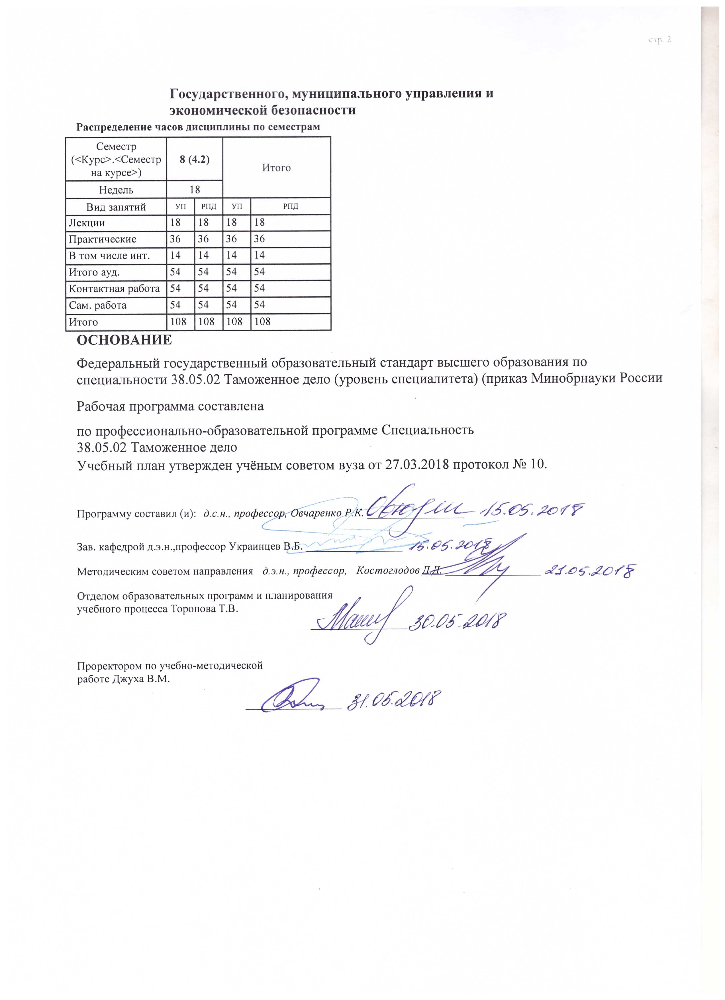 стр. 2
Государственного, муниципального управления и
экономической безопасности
Распределение часов дисциплины по семестрам
Семестр
(<Курс>.<Семестр
на курсе>)
8 (4.2)
Итого
Недель 18
Вид занятий УП РПД УП РПД
Лекции 18 18 18 18
Практические 36 36 36 36
В том числе инт. 14 14 14 14
Итого ауд. 54 54 54 54
Контактная работа 54 54 54 54
Сам. работа 54 54 54 54
Итого 108 108 108 108
ОСНОВАНИЕ
Федеральный государственный образовательный стандарт высшего образования по
специальности 38.05.02 Таможенное дело (уровень специалитета) (приказ Минобрнауки России
Рабочая программа составлена
по профессионально-образовательной программе Специальность
38.05.02 Таможенное дело
Учебный план утвержден учёным советом вуза от 27.03.2018 протокол № 10.
Программу составил (и): д.с.н., профессор, Овчаренко Р.К. 15.05.2018
Зав. кафедрой д.э.н.,профессор Украинцев В.Б. 15.05.2018
Методическим советом направления д.э.н., профессор, Костоглодов Д.Д. 21.05.2018
Отделом образовательных программ и планирования
учебного процесса Торопова Т.В.
30.05.2018
Проректором по учебно-методической
работе Джуха В.М.
31.05.2018